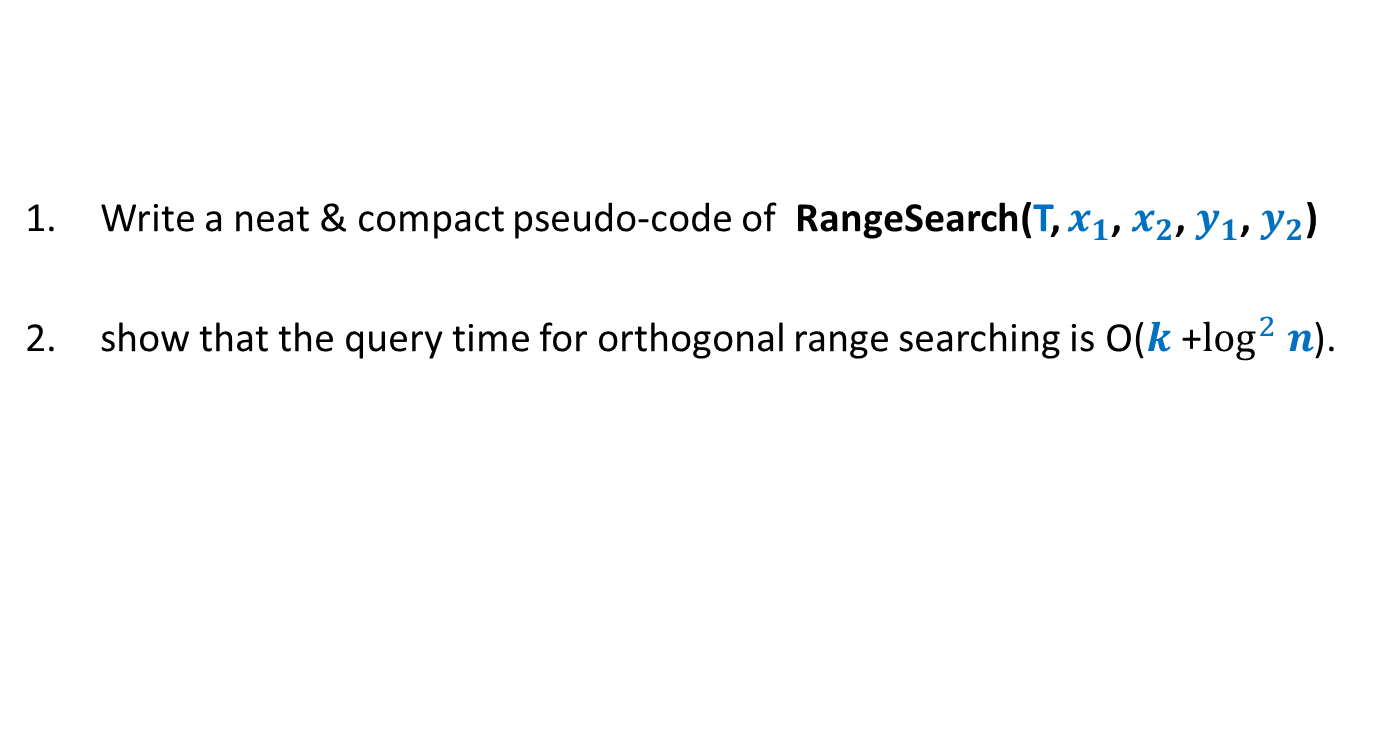 1. Write a neat & compact pseudo-code of RangeSearch(T, x₁, x₂, y₁, y₂)
2. show that the query time for orthogonal range searching is O(k +log² n).